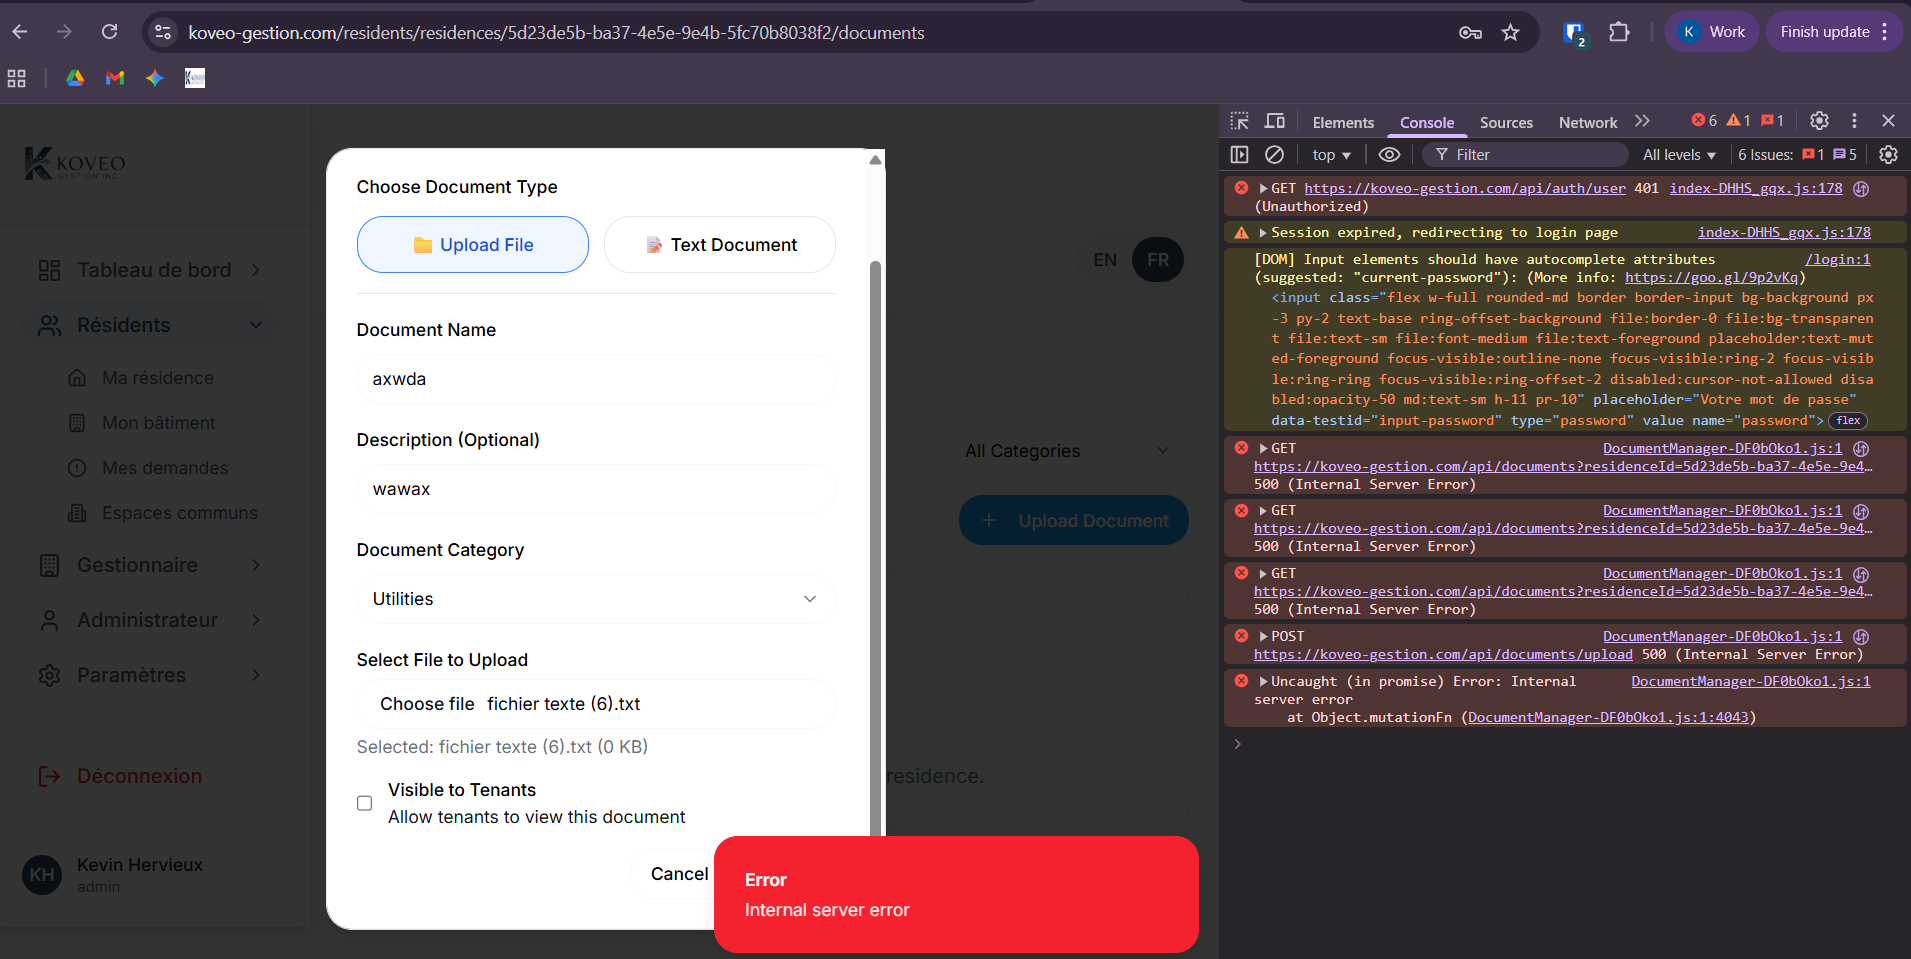 koveo-gestion.com/residents/residences/5d23de5b-ba37-4e5e-9e4b-5fc70b8038f2/documents
2
K Work
Finish update
KOVEO
GESTION INC.
Tableau de bord
Résidents
Ma résidence
Mon bâtiment
Mes demandes
Espaces communs
Gestionnaire
Administrateur
Paramètres
Déconnexion
KH
Kevin Hervieux
admin
EN
FR
All Categories
+ Upload Document
residence.
Choose Document Type
Upload File
Text Document
Document Name
axwda
Description (Optional)
wawax
Document Category
Utilities
Select File to Upload
Choose file fichier texte (6).txt
Selected: fichier texte (6).txt (0 KB)
Visible to Tenants
Allow tenants to view this document
Cancel
Error
Internal server error
Elements
Console
Sources
Network
6
1
1
top
Filter
All levels
6 Issues: 1 5
GET https://koveo-gestion.com/api/auth/user 401 index-DHHS_gqx.js:178
(Unauthorized)
Session expired, redirecting to login page index-DHHS_gqx.js:178
[DOM] Input elements should have autocomplete attributes /login:1
(suggested: "current-password"): (More info: https://goo.gl/9p2vKq)
<input class="flex w-full rounded-md border border-input bg-background px
-3 py-2 text-base ring-offset-background file:border-0 file:bg-transparen
t file:text-sm file:font-medium file:text-foreground placeholder:text-mut
ed-foreground focus-visible:outline-none focus-visible:ring-2 focus-visib
le:ring-ring focus-visible:ring-offset-2 disabled:cursor-not-allowed disa
bled:opacity-50 md:text-sm h-11 pr-10" placeholder="Votre mot de passe"
data-testid="input-password" type="password" value name="password"> flex
GET DocumentManager-DF0bOko1.js:1
https://koveo-gestion.com/api/documents?residenceId=5d23de5b-ba37-4e5e-9e4…
500 (Internal Server Error)
GET DocumentManager-DF0bOko1.js:1
https://koveo-gestion.com/api/documents?residenceId=5d23de5b-ba37-4e5e-9e4…
500 (Internal Server Error)
GET DocumentManager-DF0bOko1.js:1
https://koveo-gestion.com/api/documents?residenceId=5d23de5b-ba37-4e5e-9e4…
500 (Internal Server Error)
POST DocumentManager-DF0bOko1.js:1
https://koveo-gestion.com/api/documents/upload 500 (Internal Server Error)
Uncaught (in promise) Error: Internal DocumentManager-DF0bOko1.js:1
server error
at Object.mutationFn (DocumentManager-DF0bOko1.js:1:4043)